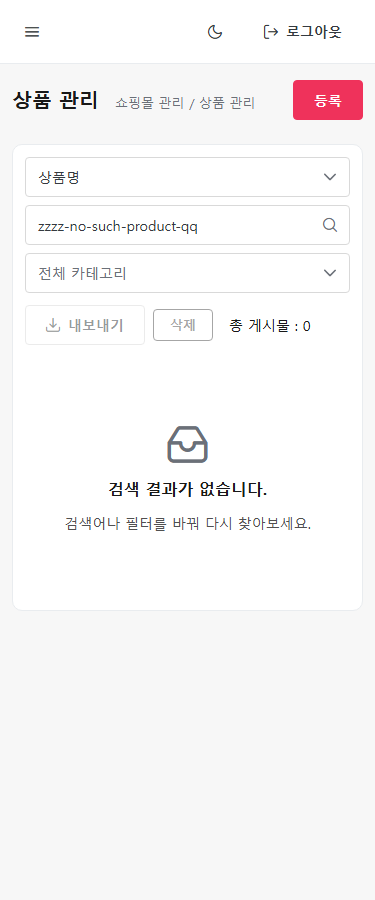 로그아웃
상품 관리 쇼핑몰 관리 / 상품 관리 등록
상품명
zzzz-no-such-product-qq
전체 카테고리
내보내기 삭제 총 게시물 : 0
검색 결과가 없습니다.
검색어나 필터를 바꿔 다시 찾아보세요.